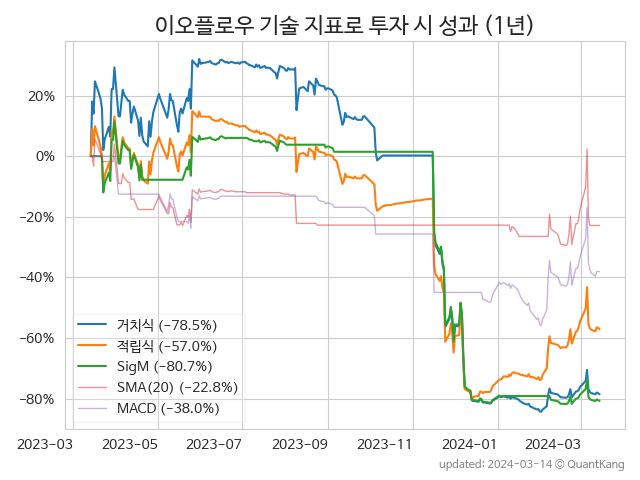 이오플로우 기술 지표로 투자 시 성과 (1년)
20%
0%
−20%
−40%
−60%
−80%
거치식 (−78.5%)
적립식 (−57.0%)
SigM (−80.7%)
SMA(20) (−22.8%)
MACD (−38.0%)
2023−03 2023−05 2023−07 2023−09 2023−11 2024−01 2024−03
updated: 2024-03-14 © QuantKang